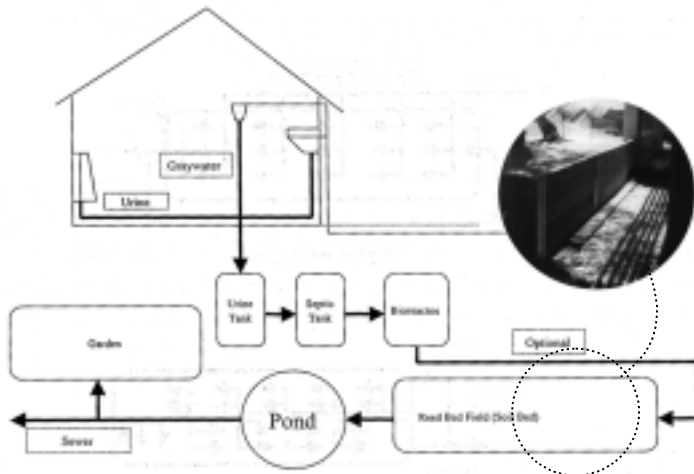 Graywater
Urine
Urine
Tank
Septic
Tank
Bioreactor
Garden
Optional
Pond
Reed Bed Field (Soil Bed)
Sewer